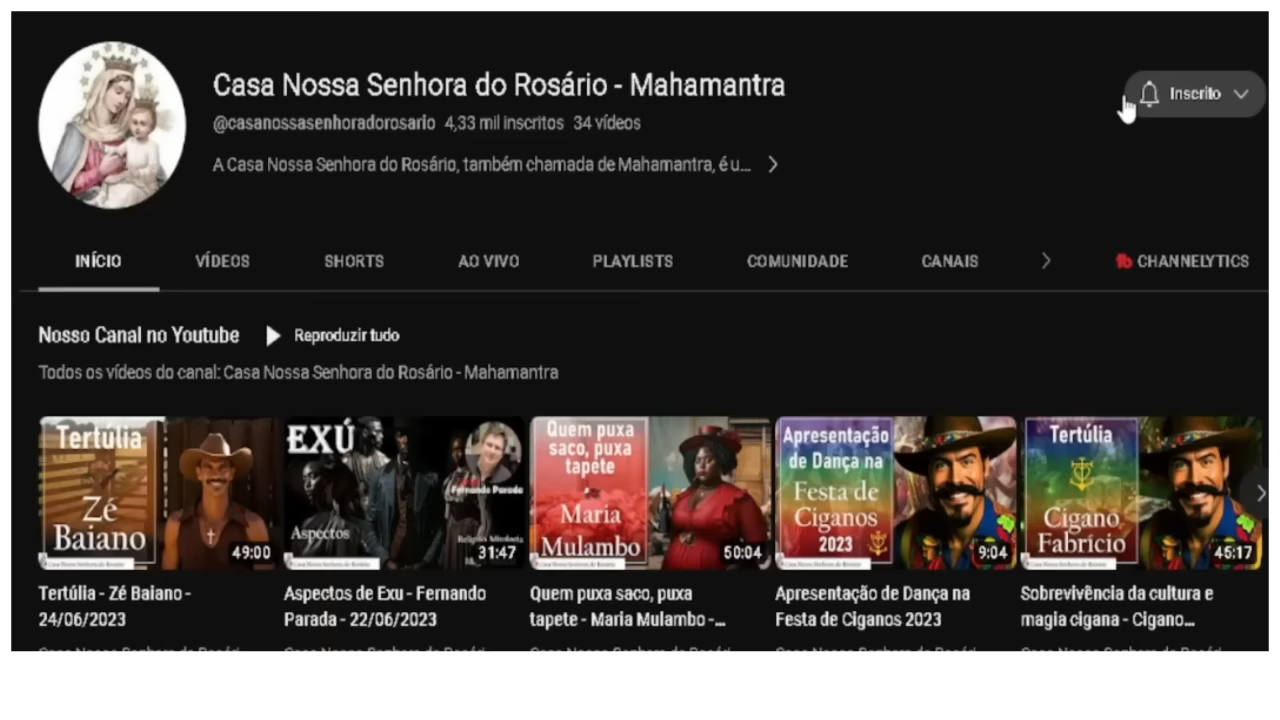 Casa Nossa Senhora do Rosário - Mahamantra
@casanossasenhoradorosario 4,33 mil inscritos 34 vídeos
A Casa Nossa Senhora do Rosário, também chamada de Mahamantra, é u...
Inscrito
INÍCIO VÍDEOS SHORTS AO VIVO PLAYLISTS COMUNIDADE CANAIS CHANNELYTICS
Nosso Canal no Youtube Reproduzir tudo
Todos os vídeos do canal: Casa Nossa Senhora do Rosário - Mahamantra
Tertúlia
Zé
Baiano
49:00
EXÚ
Fernando Parada
Aspectos
31:47
Quem puxa
saco, puxa
tapete
Maria
Mulambo
50:04
Apresentação
de Dança na
Festa de
Ciganos
2023
9:04
Tertúlia
Cigano
Fabrício
45:17
Tertúlia - Zé Baiano -
24/06/2023
Aspectos de Exu - Fernando
Parada - 22/06/2023
Quem puxa saco, puxa
tapete - Maria Mulambo -...
Apresentação de Dança na
Festa de Ciganos 2023
Sobrevivência da cultura e
magia cigana - Cigano...